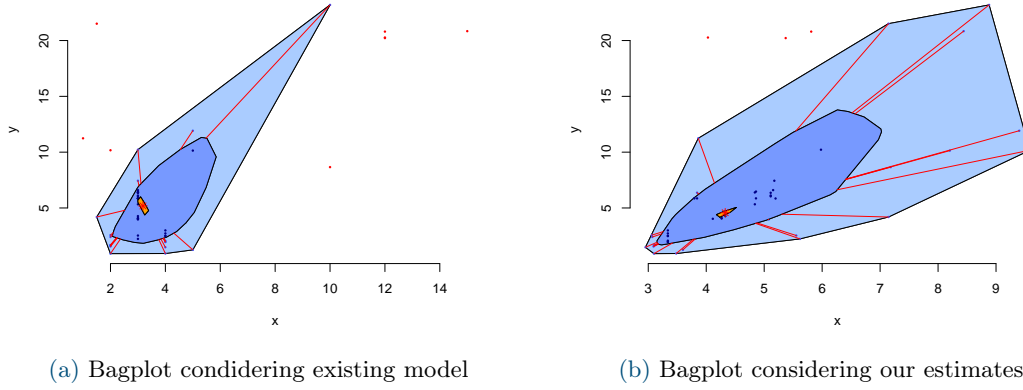 20
15
10
5
y
2 4 6 8 10 12 14
x
(a) Bagplot condidering existing model
20
15
10
5
y
3 4 5 6 7 8 9
x
(b) Bagplot considering our estimates